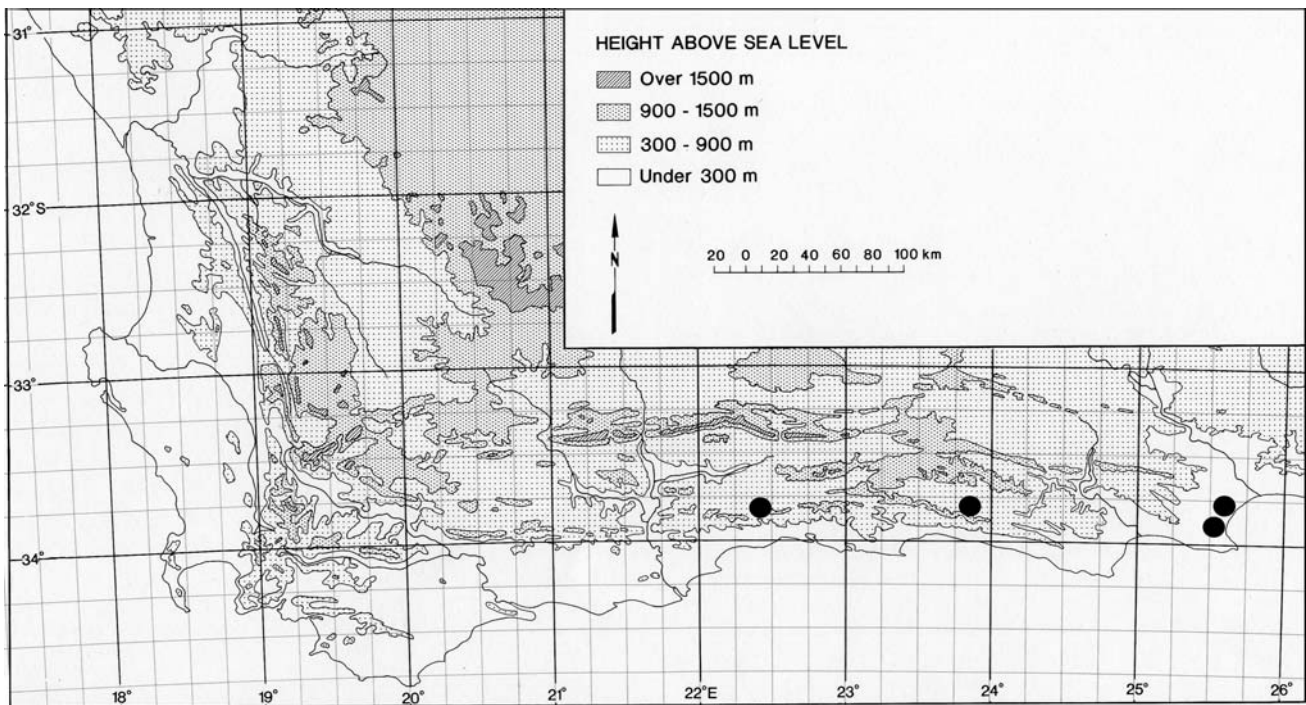 31°
HEIGHT ABOVE SEA LEVEL
Over 1500 m
900 - 1500 m
300 - 900 m
Under 300 m
32°S
N
20 0 20 40 60 80 100 km
33°
34°
18° 19° 20° 21° 22°E 23° 24° 25° 26°